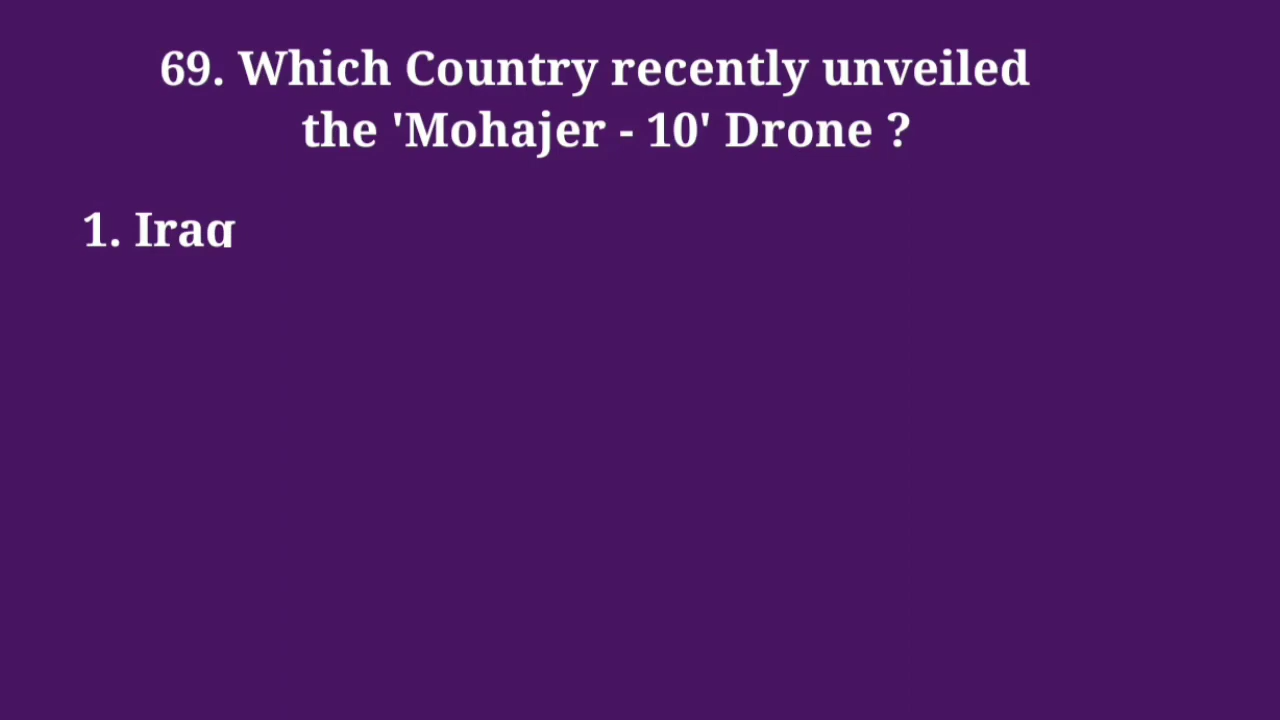 69. Which Country recently unveiled
the 'Mohajer - 10' Drone ?
1. Iraq